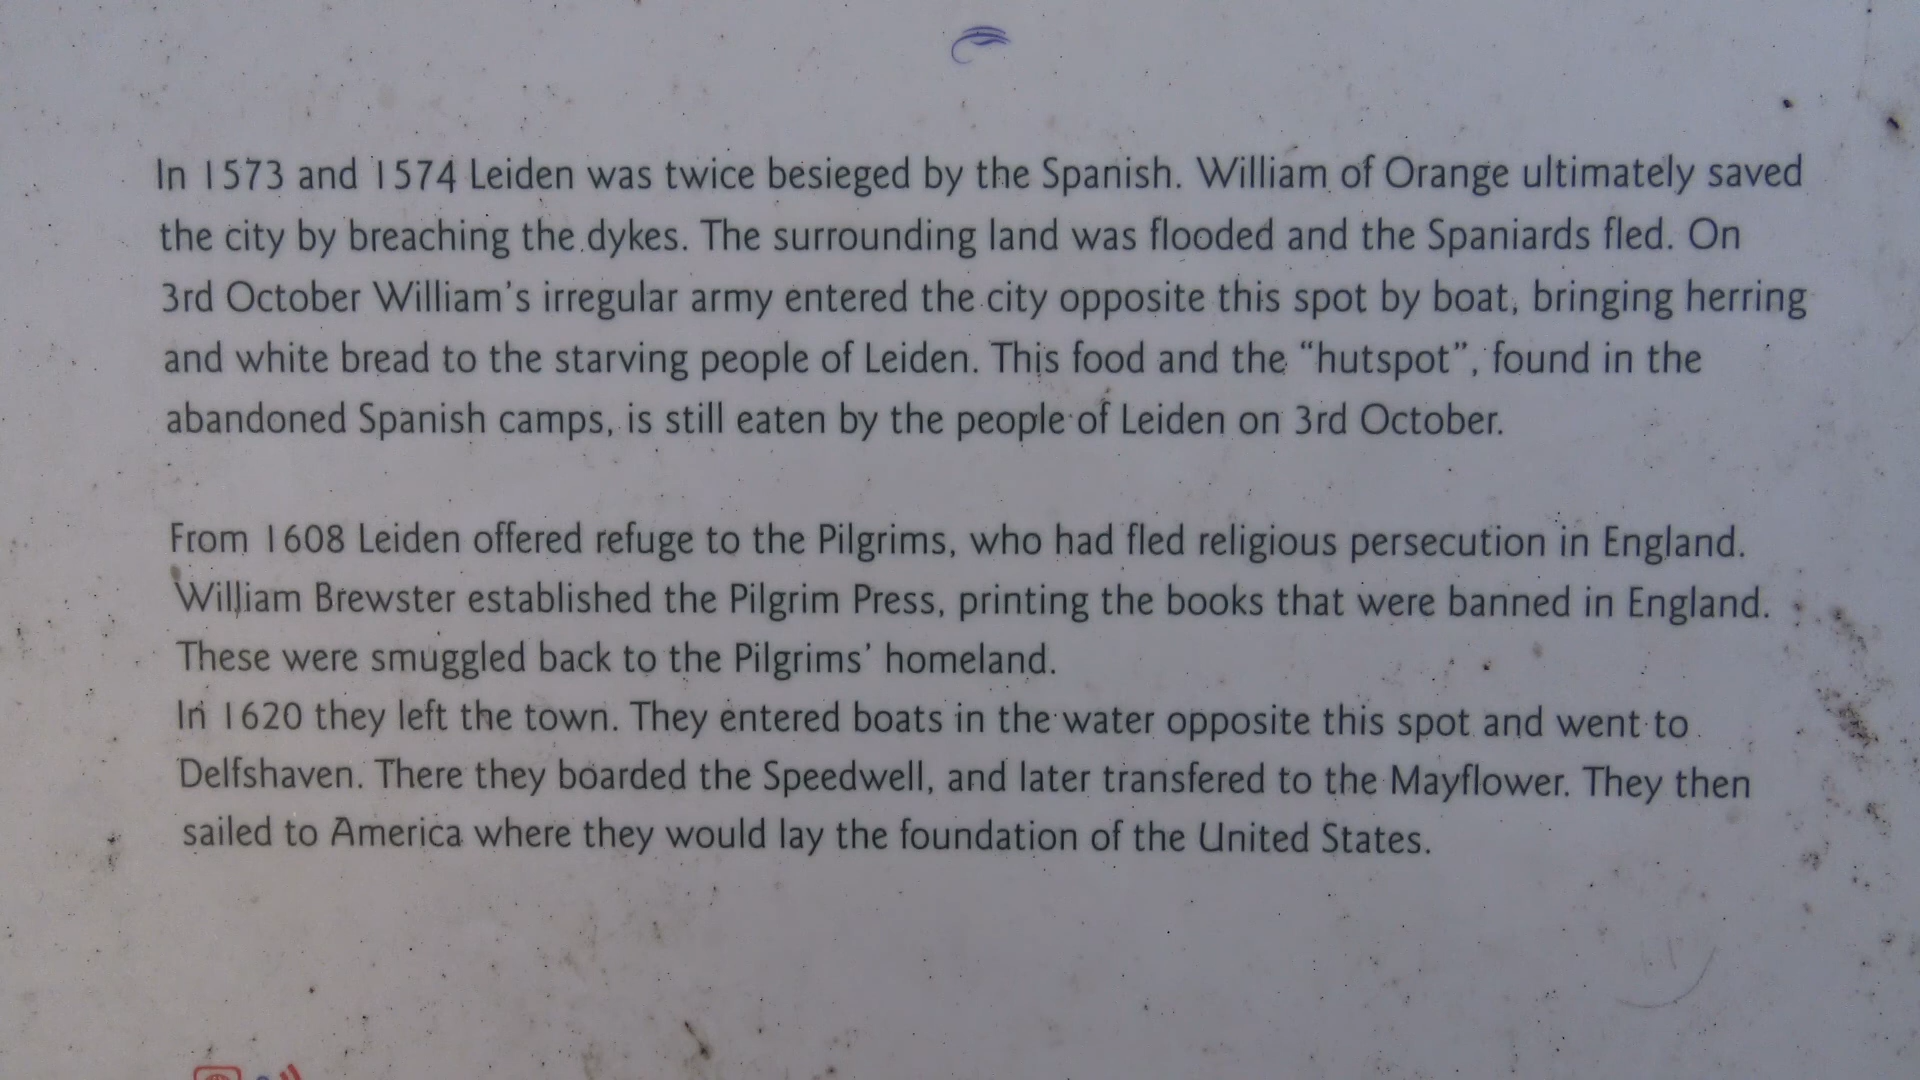 In 1573 and 1574 Leiden was twice besieged by the Spanish. William of Orange ultimately saved
the city by breaching the dykes. The surrounding land was flooded and the Spaniards fled. On
3rd October William's irregular army entered the city opposite this spot by boat, bringing herring
and white bread to the starving people of Leiden. This food and the “hutspot”, found in the
abandoned Spanish camps, is still eaten by the people of Leiden on 3rd October.
From 1608 Leiden offered refuge to the Pilgrims, who had fled religious persecution in England.
William Brewster established the Pilgrim Press, printing the books that were banned in England.
These were smuggled back to the Pilgrims' homeland.
In 1620 they left the town. They entered boats in the water opposite this spot and went to
Delfshaven. There they boarded the Speedwell, and later transfered to the Mayflower. They then
sailed to America where they would lay the foundation of the United States.